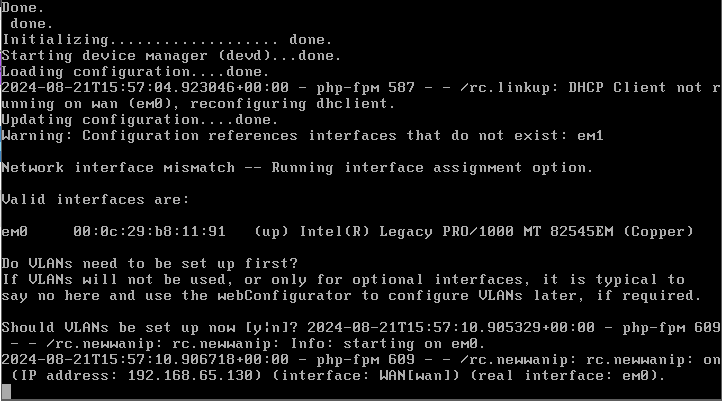 Done.
 done.
Initializing................... done.
Starting device manager (devd)...done.
Loading configuration....done.
2024-08-21T15:57:04.923046+00:00 - php-fpm 587 - - /rc.linkup: DHCP Client not r
unning on wan (em0), reconfiguring dhclient.
Updating configuration....done.
Warning: Configuration references interfaces that do not exist: em1
Network interface mismatch -- Running interface assignment option.
Valid interfaces are:
em0     00:0c:29:b8:11:91   (up) Intel(R) Legacy PRO/1000 MT 82545EM (Copper)
Do VLANs need to be set up first?
If VLANs will not be used, or only for optional interfaces, it is typical to
say no here and use the webConfigurator to configure VLANs later, if required.
Should VLANs be set up now [y|n]? 2024-08-21T15:57:10.905329+00:00 - php-fpm 609
 - - /rc.newwanip: rc.newwanip: Info: starting on em0.
2024-08-21T15:57:10.906718+00:00 - php-fpm 609 - - /rc.newwanip: rc.newwanip: on
 (IP address: 192.168.65.130) (interface: WAN[wan]) (real interface: em0).